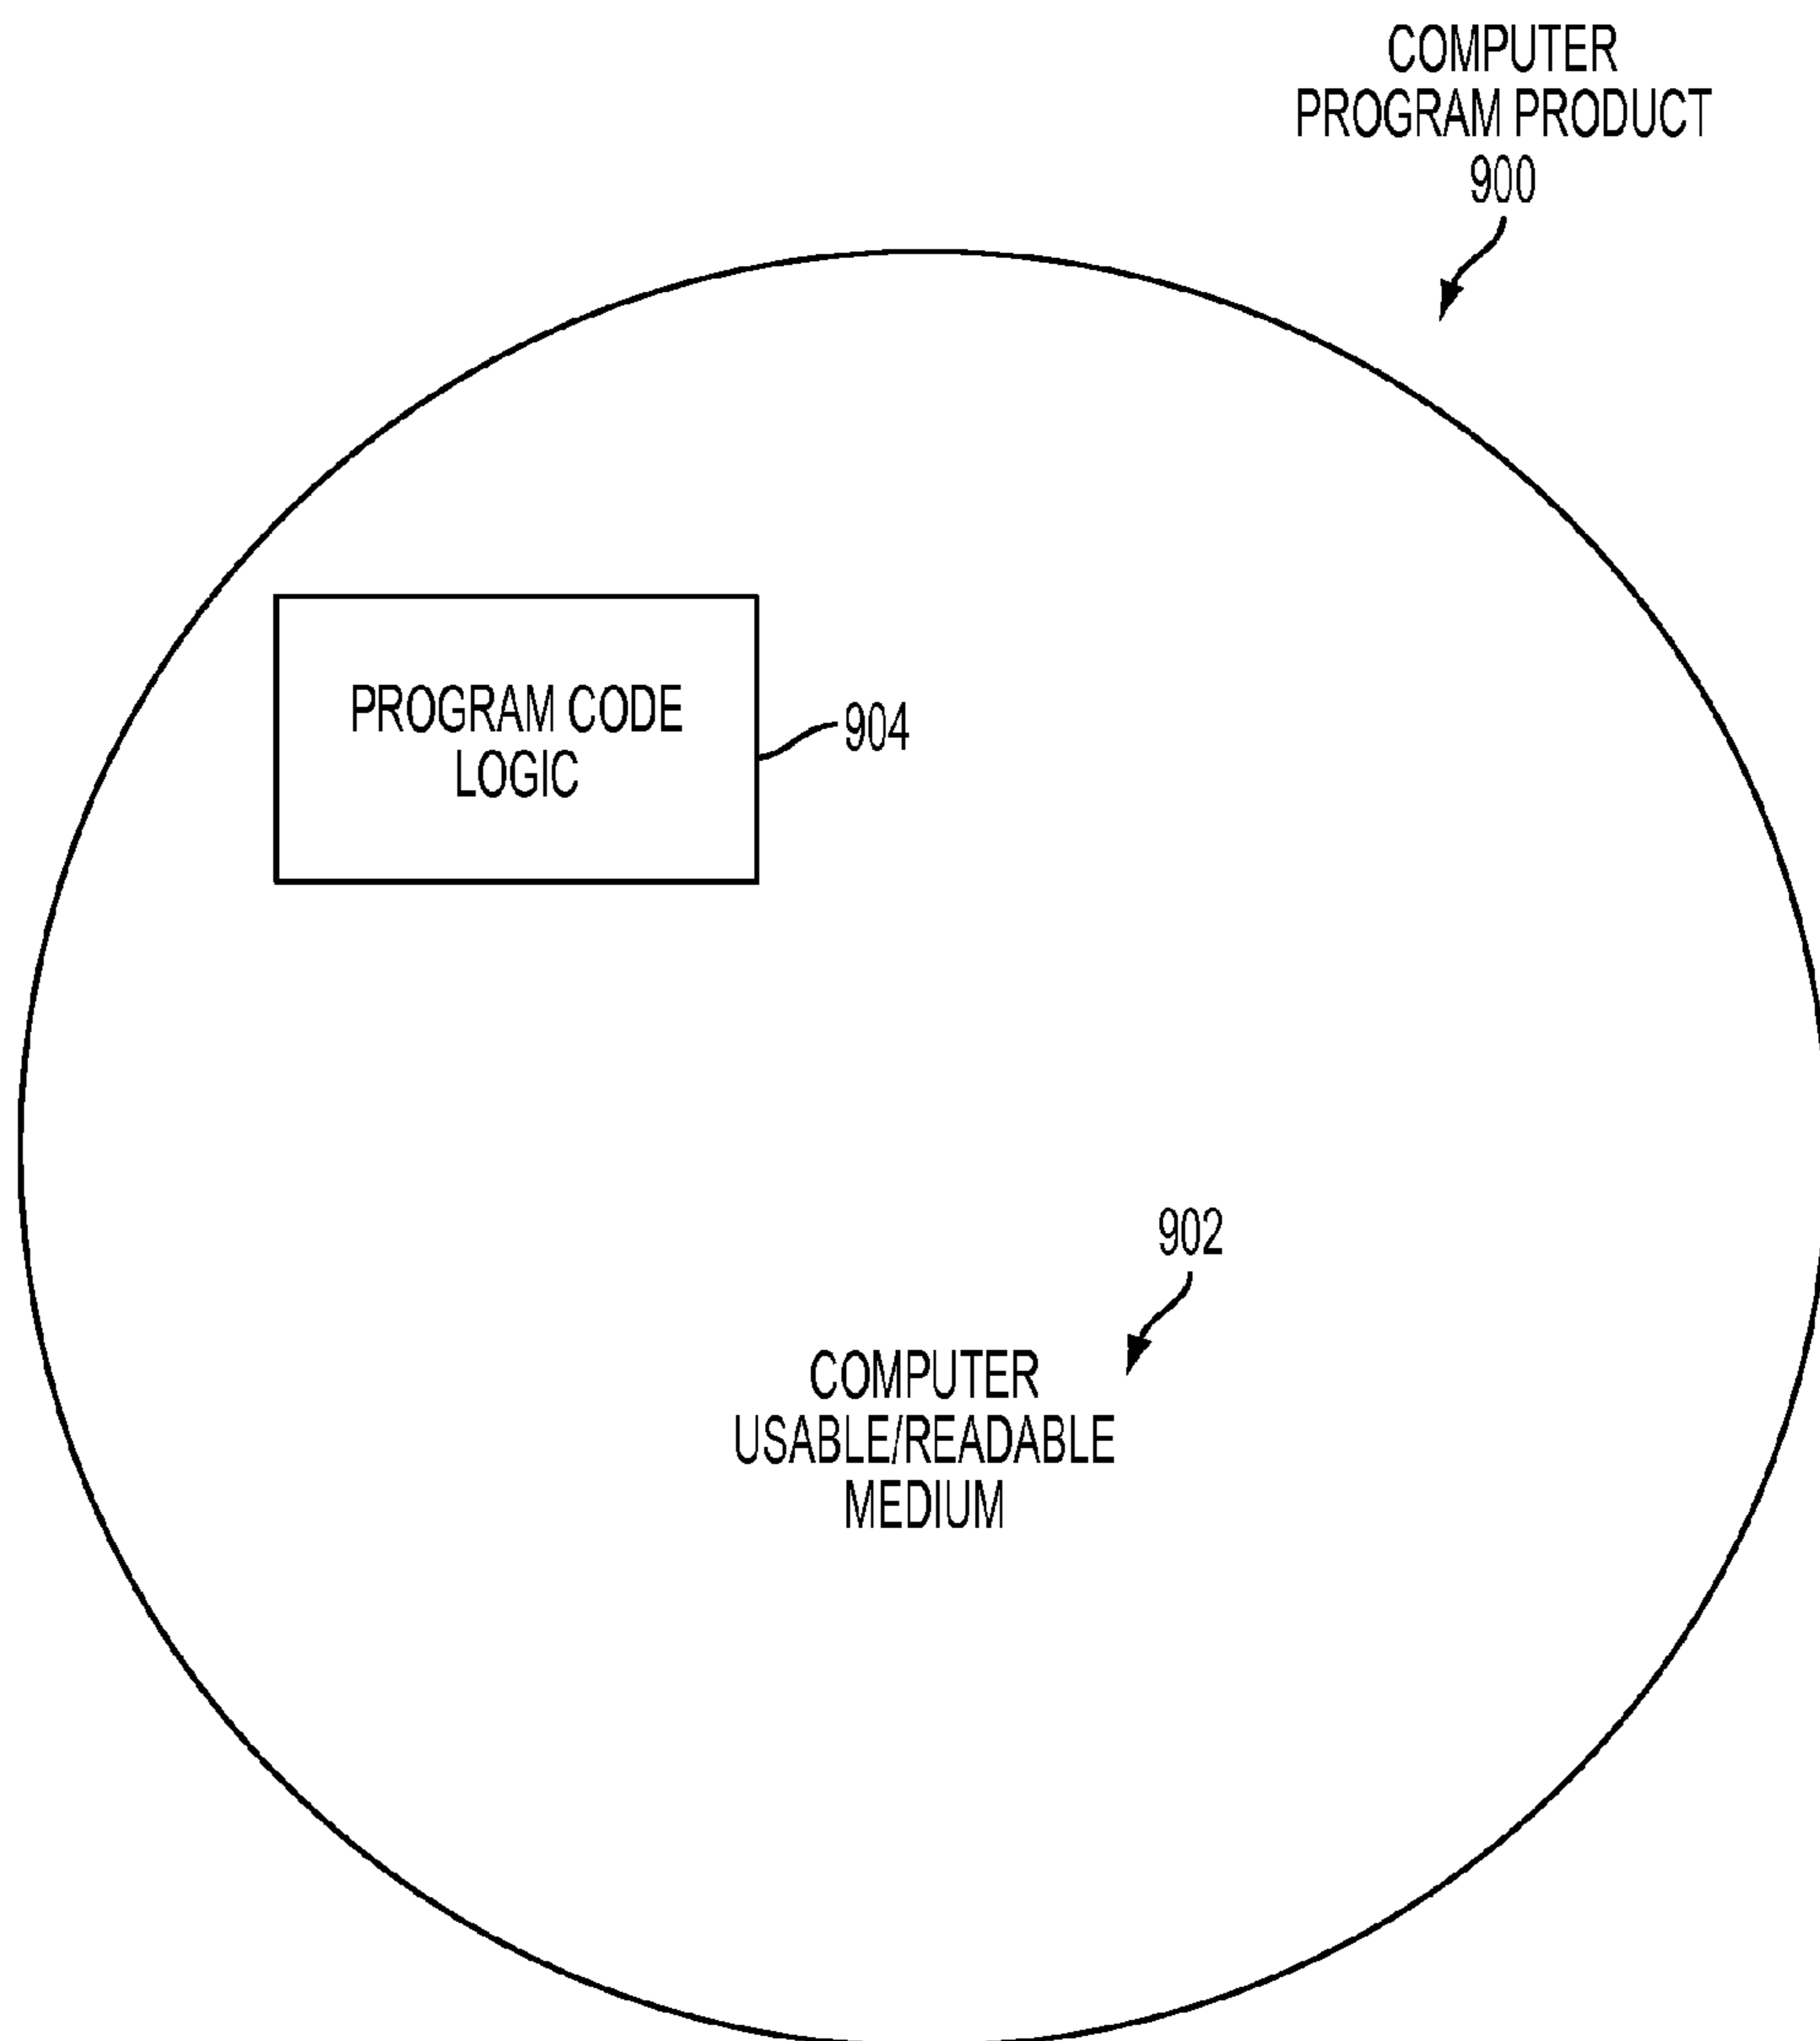 COMPUTER
PROGRAM PRODUCT
900
PROGRAM CODE
LOGIC
904
902
COMPUTER
USABLE/READABLE
MEDIUM